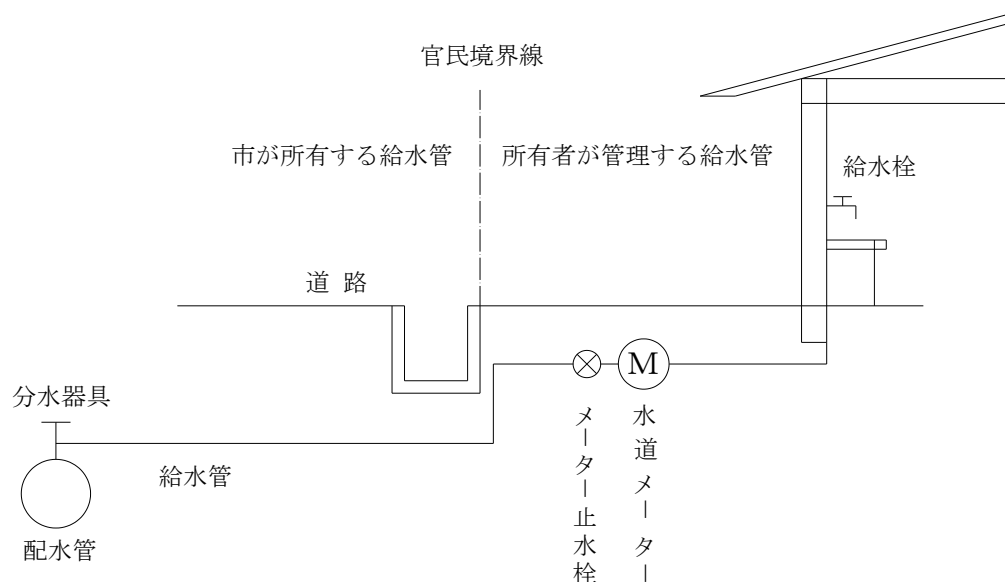 官民境界線
市が所有する給水管
所有者が管理する給水管
給水栓
道 路
M
分水器具
給水管
配水管
メーター止水栓
水道メーター